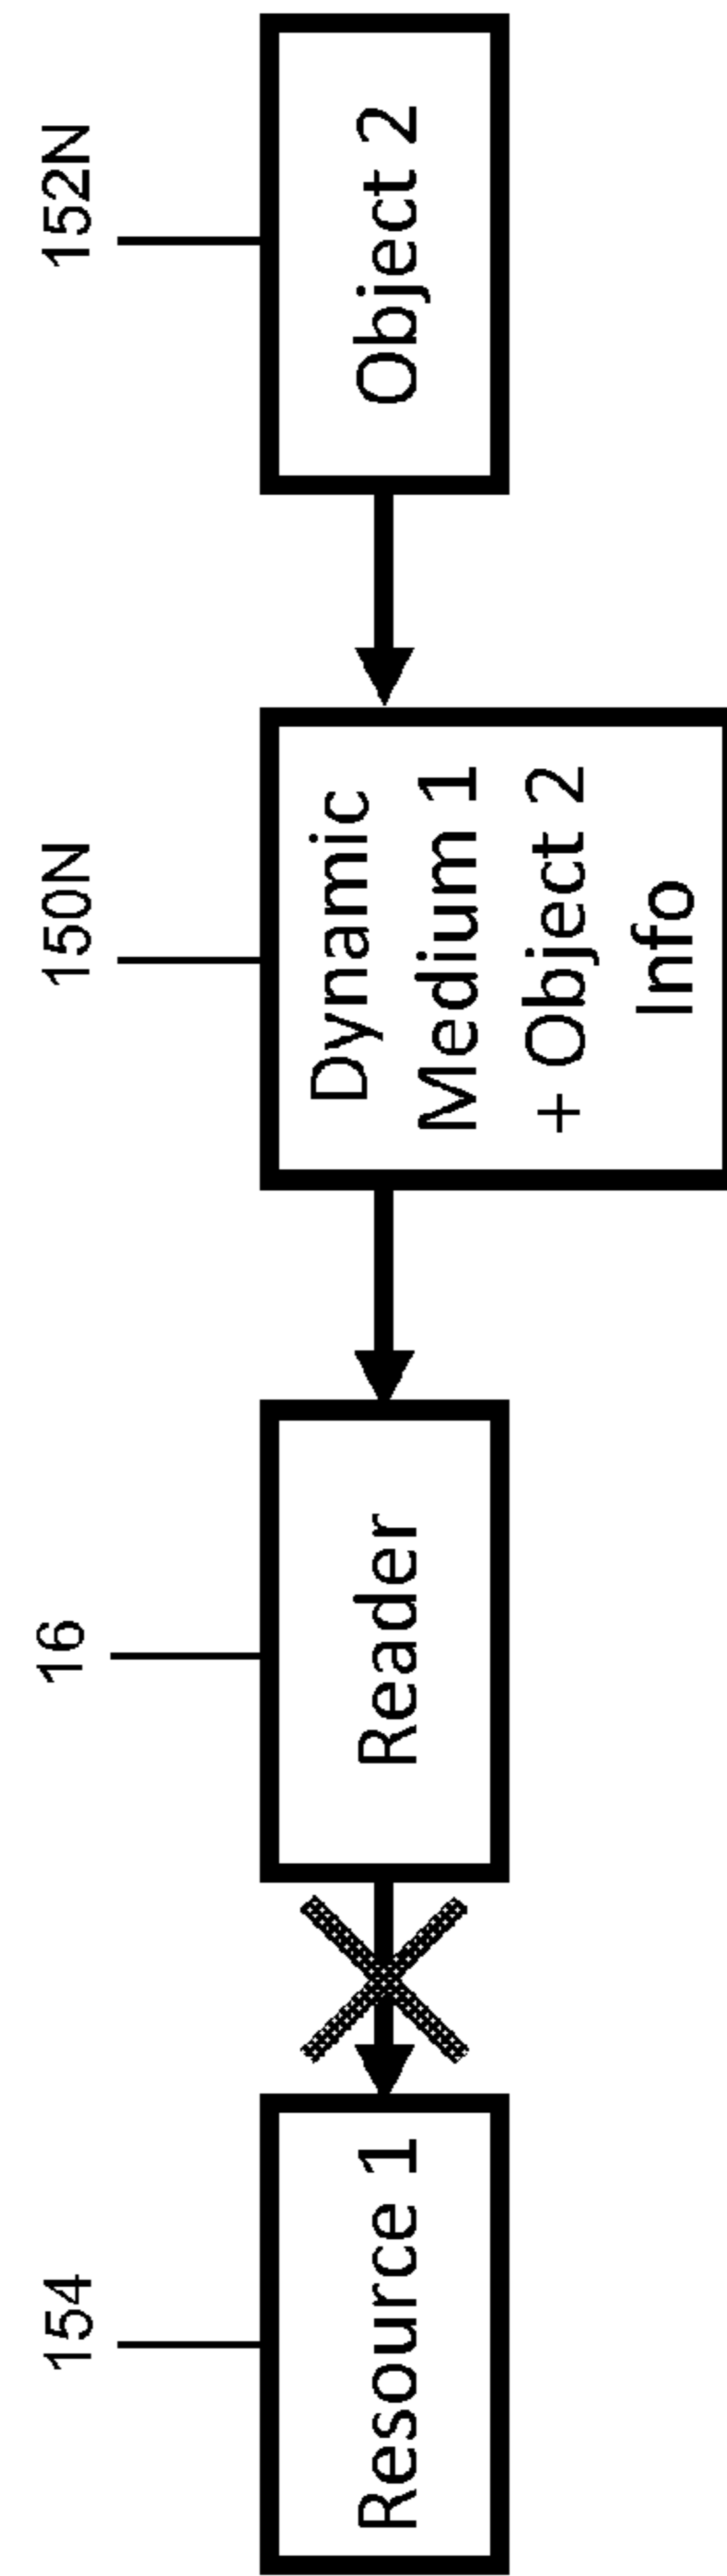 154
16
150N
152N
Resource 1
Reader
Dynamic
Medium 1
+ Object 2
Info
Object 2